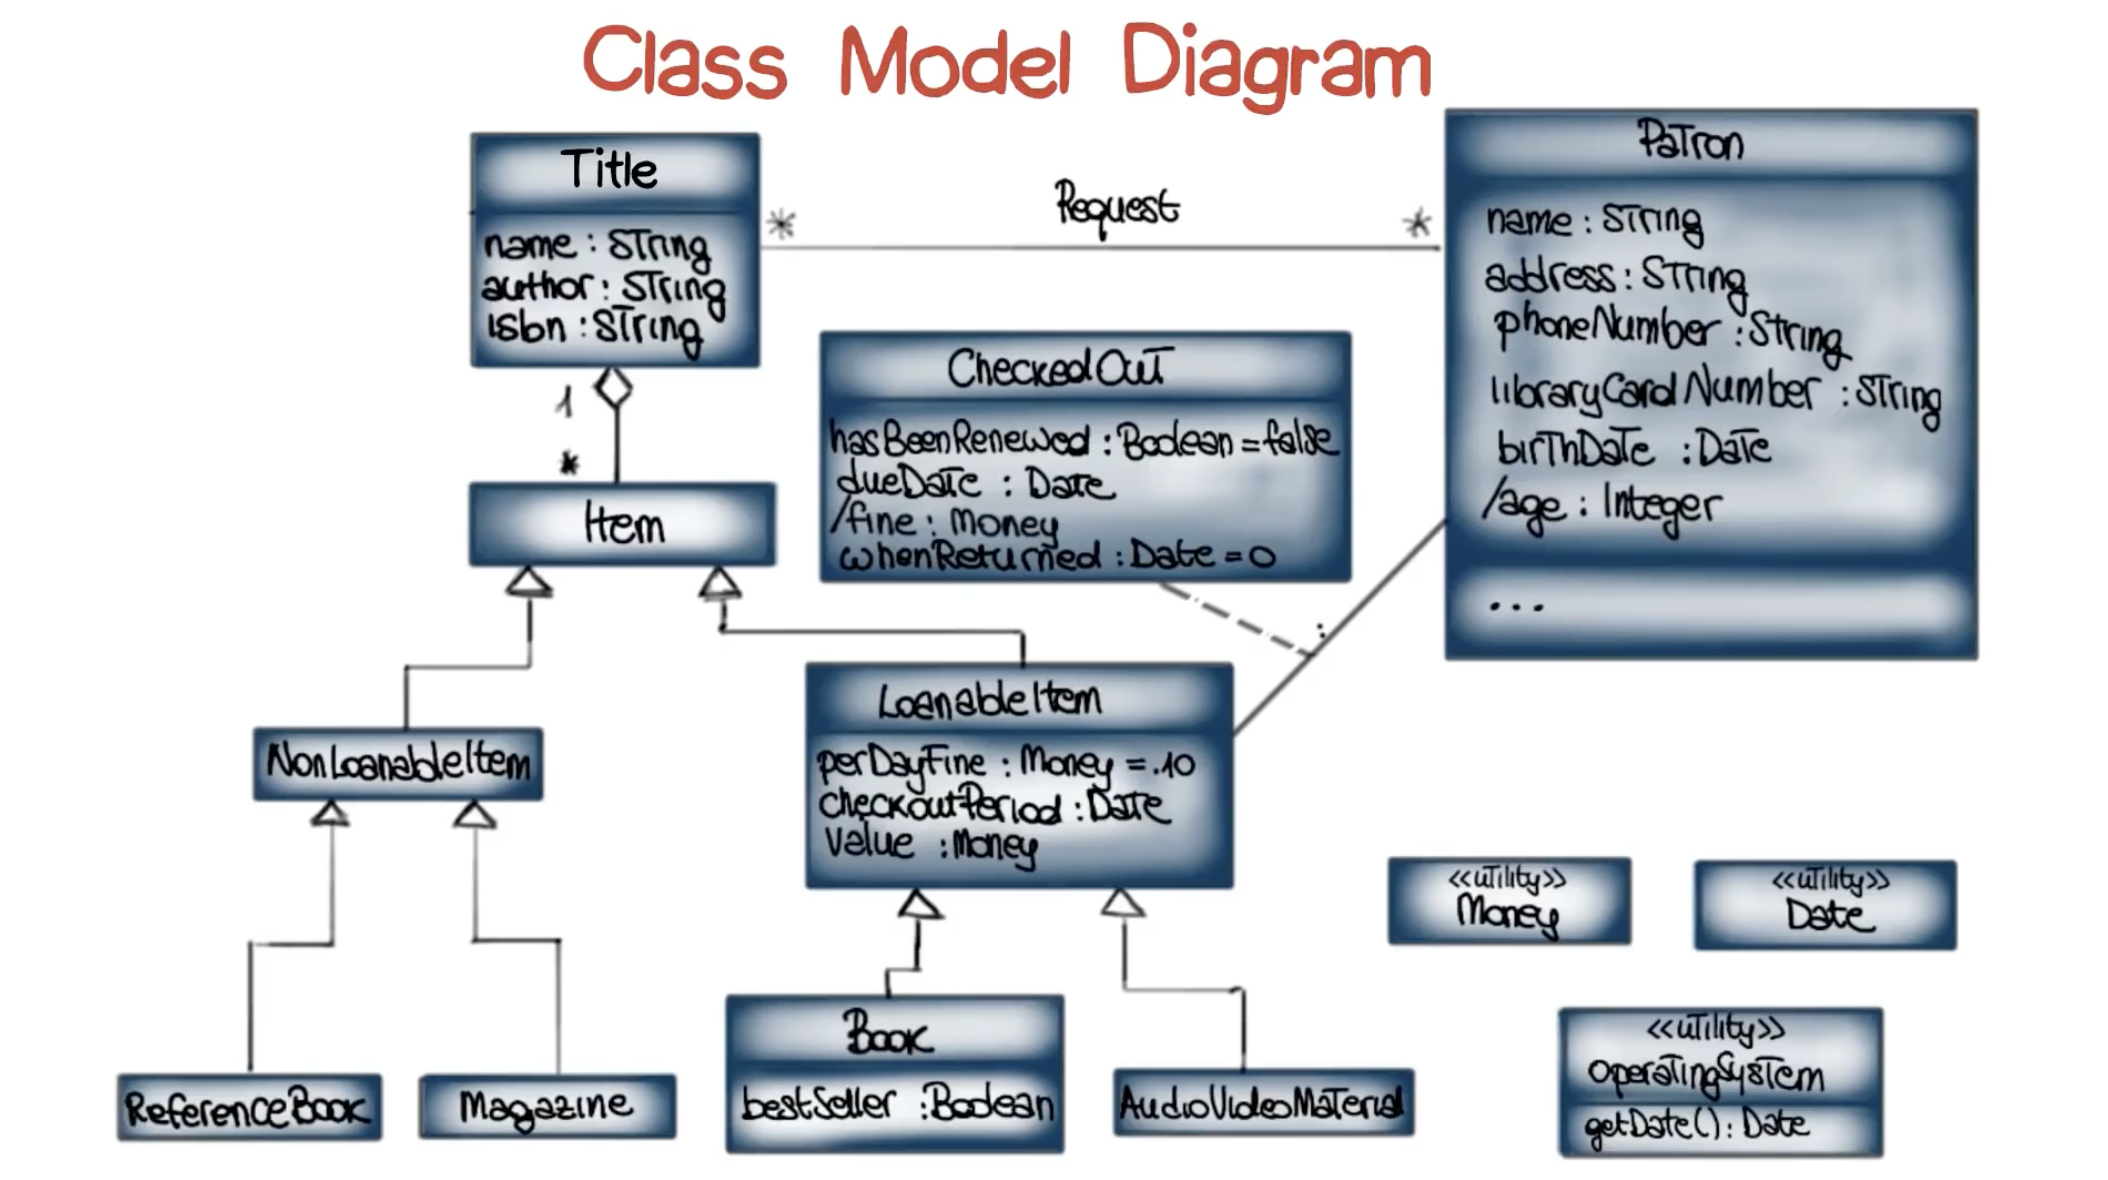 Class Model Diagram
Title
name : String
author : String
isbn : String
Request
*
*
Patron
name : String
address : String
phoneNumber : String
libraryCardNumber : String
birthDate : Date
/age : Integer
...
1
*
CheckedOut
hasBeenRenewed : Boolean = false
dueDate : Date
/fine : Money
whenReturned : Date = 0
Item
:
NonLoanableItem
LoanableItem
perDayFine : Money = .10
checkoutPeriod : Date
value : Money
<<utility>>
Money
<<utility>>
Date
ReferenceBook
Magazine
Book
bestSeller : Boolean
AudioVideoMaterial
<<utility>>
operatingSystem
getDate() : Date